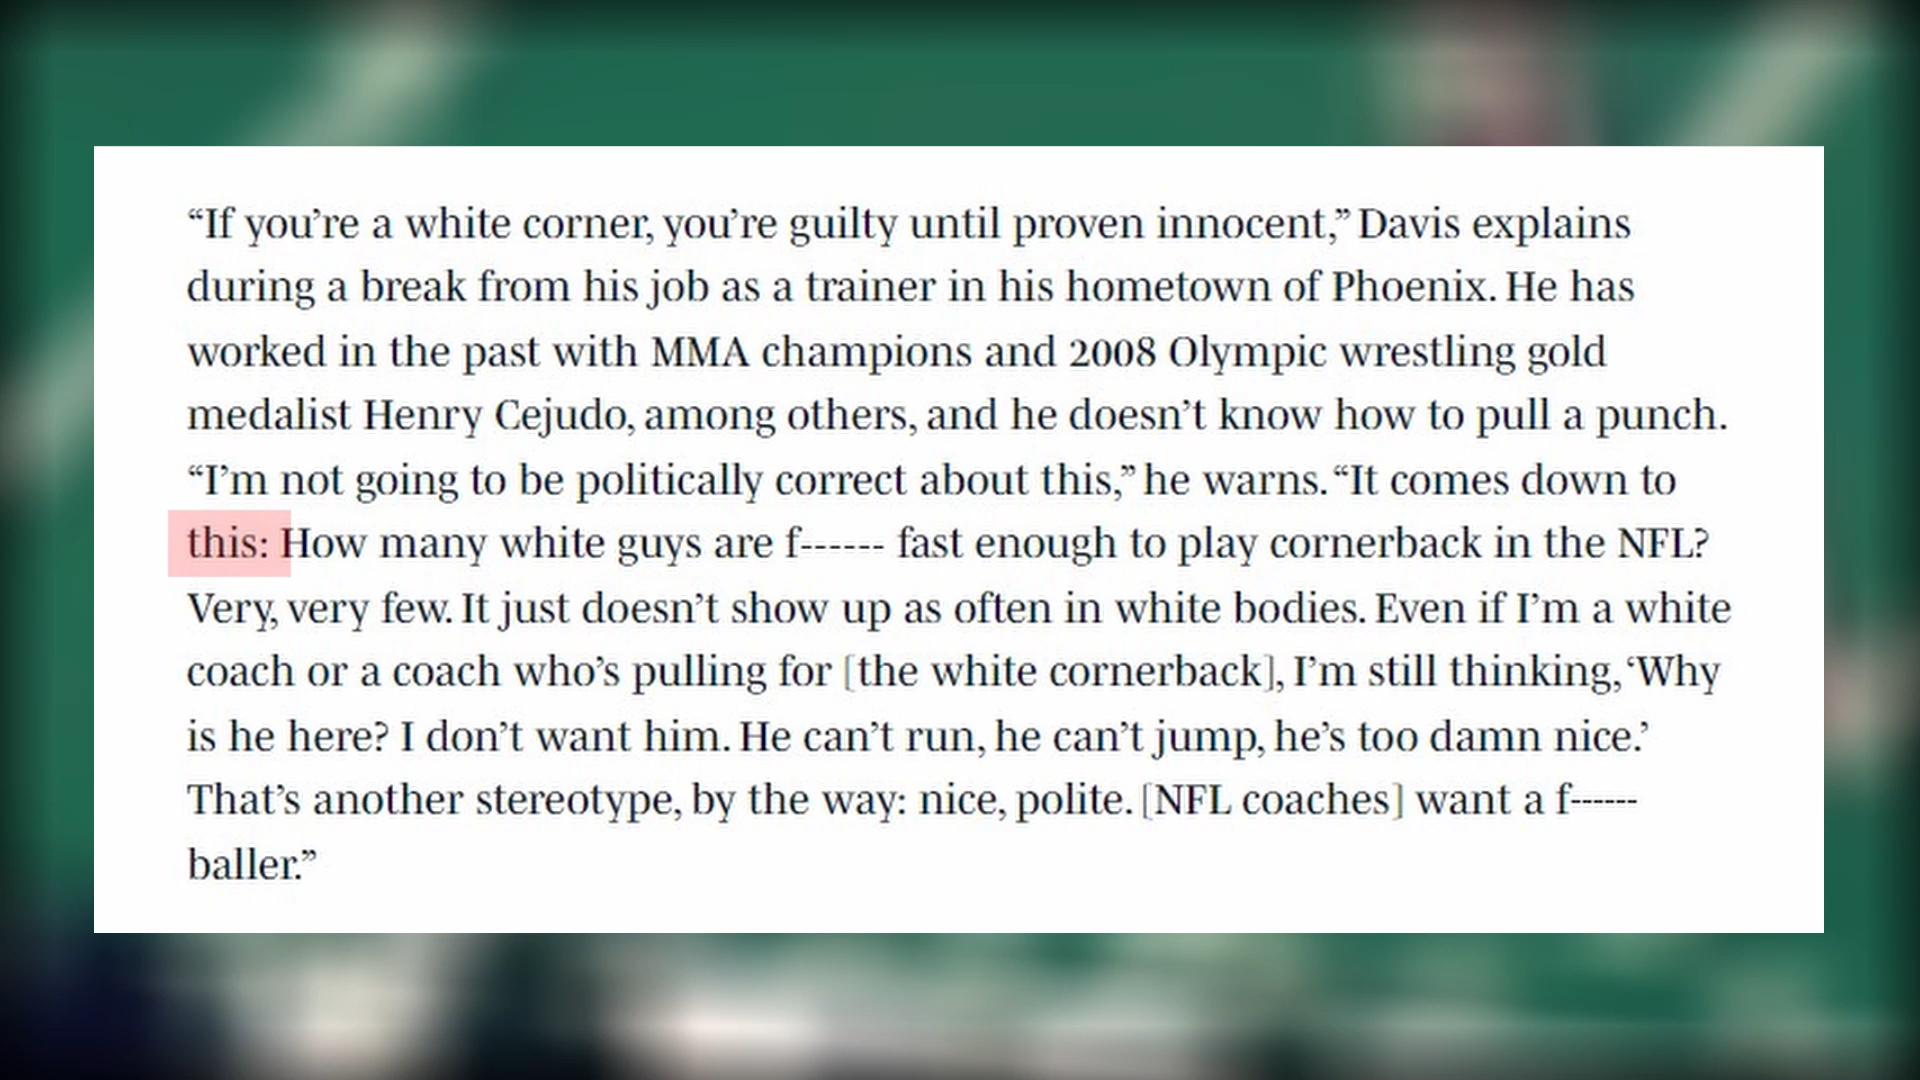 “If you’re a white corner, you’re guilty until proven innocent,” Davis explains
during a break from his job as a trainer in his hometown of Phoenix. He has
worked in the past with MMA champions and 2008 Olympic wrestling gold
medalist Henry Cejudo, among others, and he doesn’t know how to pull a punch.
“I’m not going to be politically correct about this,” he warns. “It comes down to
this: How many white guys are f------ fast enough to play cornerback in the NFL?
Very, very few. It just doesn’t show up as often in white bodies. Even if I’m a white
coach or a coach who’s pulling for [the white cornerback], I’m still thinking, ‘Why
is he here? I don’t want him. He can’t run, he can’t jump, he’s too damn nice.’
That’s another stereotype, by the way: nice, polite. [NFL coaches] want a f------
baller.”